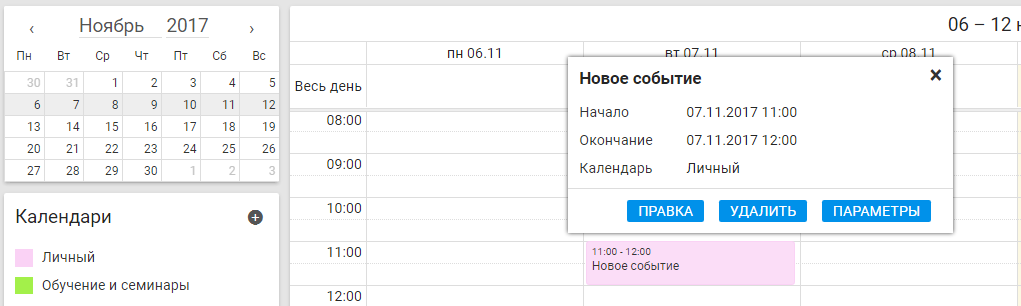 ‹ Ноябрь 2017 ›
Пн Вт Ср Чт Пт Сб Вс
30 31 1 2 3 4 5
6 7 8 9 10 11 12
13 14 15 16 17 18 19
20 21 22 23 24 25 26
27 28 29 30 1 2 3
Календари
Личный
Обучение и семинары
06 – 12
пн 06.11 вт 07.11 ср 08.11
Весь день
08:00
09:00
10:00
11:00
12:00
Новое событие
Начало 07.11.2017 11:00
Окончание 07.11.2017 12:00
Календарь Личный
ПРАВКА УДАЛИТЬ ПАРАМЕТРЫ
11:00 - 12:00
Новое событие